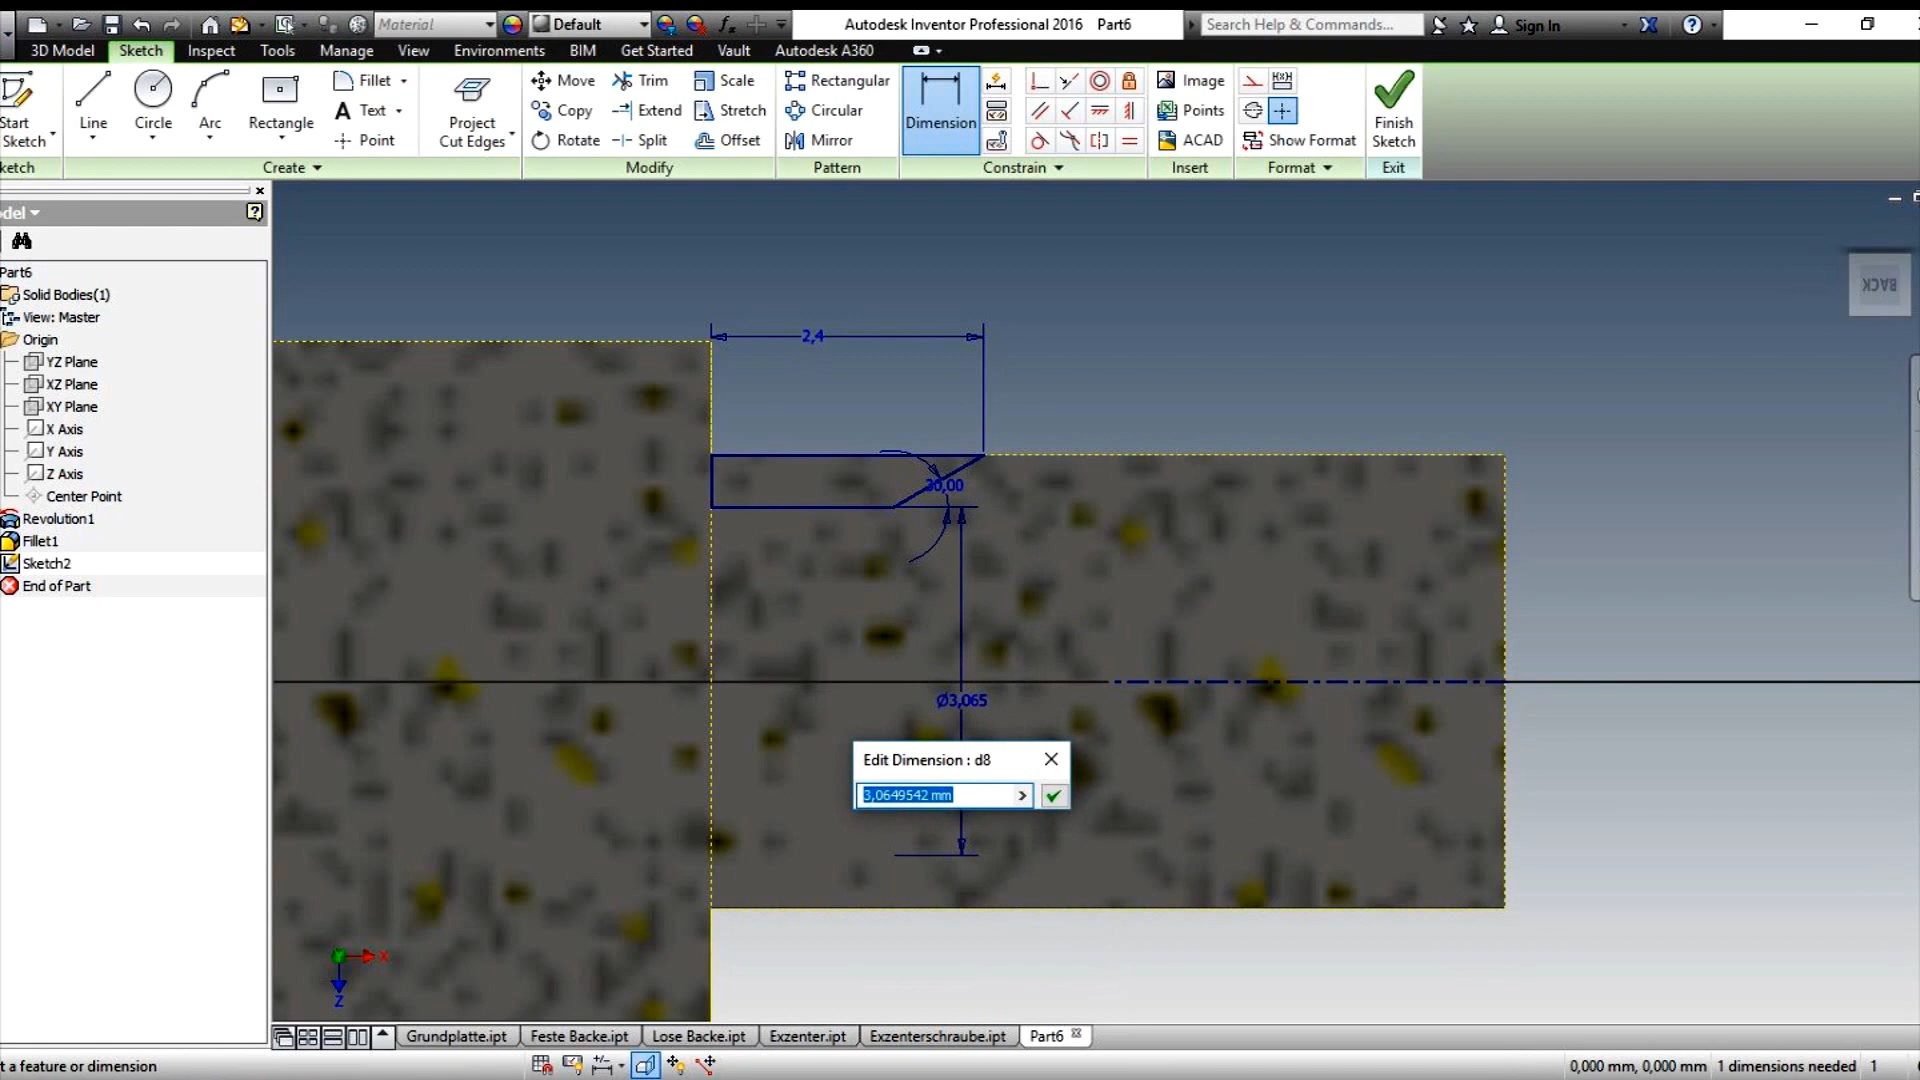 Material
Default
fx
Autodesk Inventor Professional 2016 Part6
Search Help & Commands...
Sign In
3D Model Sketch Inspect Tools Manage View Environments BIM Get Started Vault Autodesk A360
Start Sketch
Line
Circle
Arc
Rectangle
Fillet
Text
Point
Project Cut Edges
Move
Copy
Rotate
Trim
Extend
Split
Scale
Stretch
Offset
Rectangular
Circular
Mirror
Dimension
Image
Points
ACAD
Show Format
Finish Sketch
ketch Create Modify Pattern Constrain Insert Format Exit
del
Part6
Solid Bodies(1)
View: Master
Origin
YZ Plane
XZ Plane
XY Plane
X Axis
Y Axis
Z Axis
Center Point
Revolution1
Fillet1
Sketch2
End of Part
BACK
2,4
30,00
Ø3,065
Edit Dimension : d8
3,0649542 mm
X
Z
Grundplatte.ipt Feste Backe.ipt Lose Backe.ipt Exzenter.ipt Exzenterschraube.ipt Part6
t a feature or dimension
0,000 mm, 0,000 mm 1 dimensions needed 1